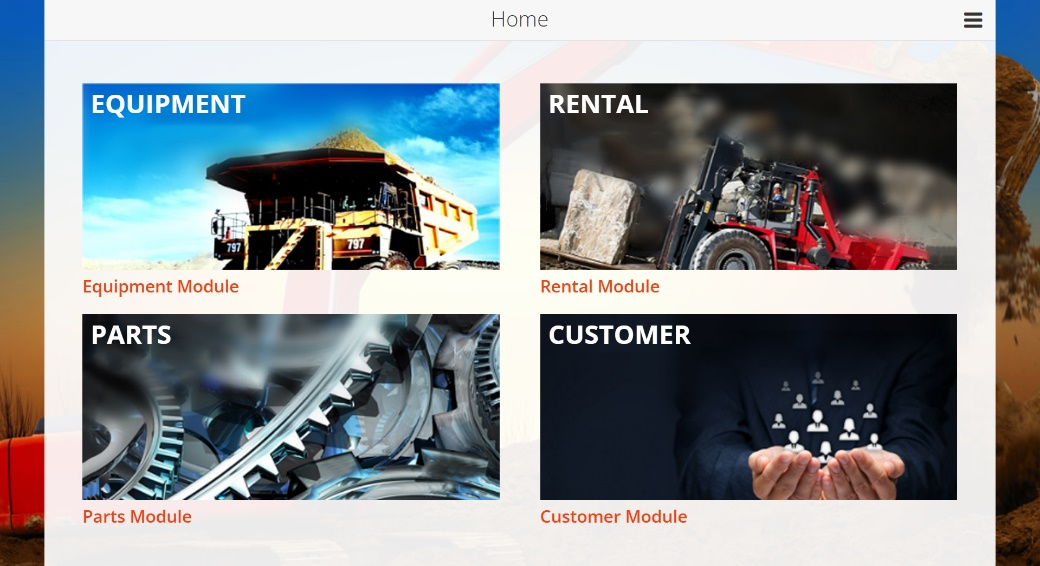 Home
EQUIPMENT
RENTAL
797
797
Equipment Module
Rental Module
PARTS
CUSTOMER
Parts Module
Customer Module